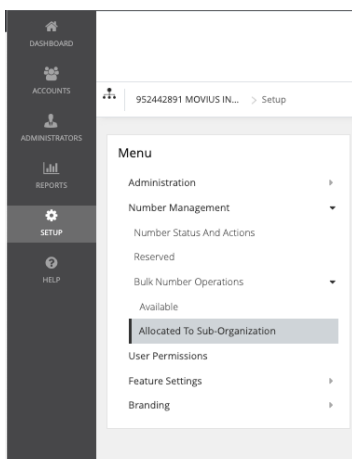 DASHBOARD
ACCOUNTS
ADMINISTRATORS
REPORTS
SETUP
HELP
952442891 MOVIUS IN... > Setup
Menu
Administration
Number Management
Number Status And Actions
Reserved
Bulk Number Operations
Available
Allocated To Sub-Organization
User Permissions
Feature Settings
Branding